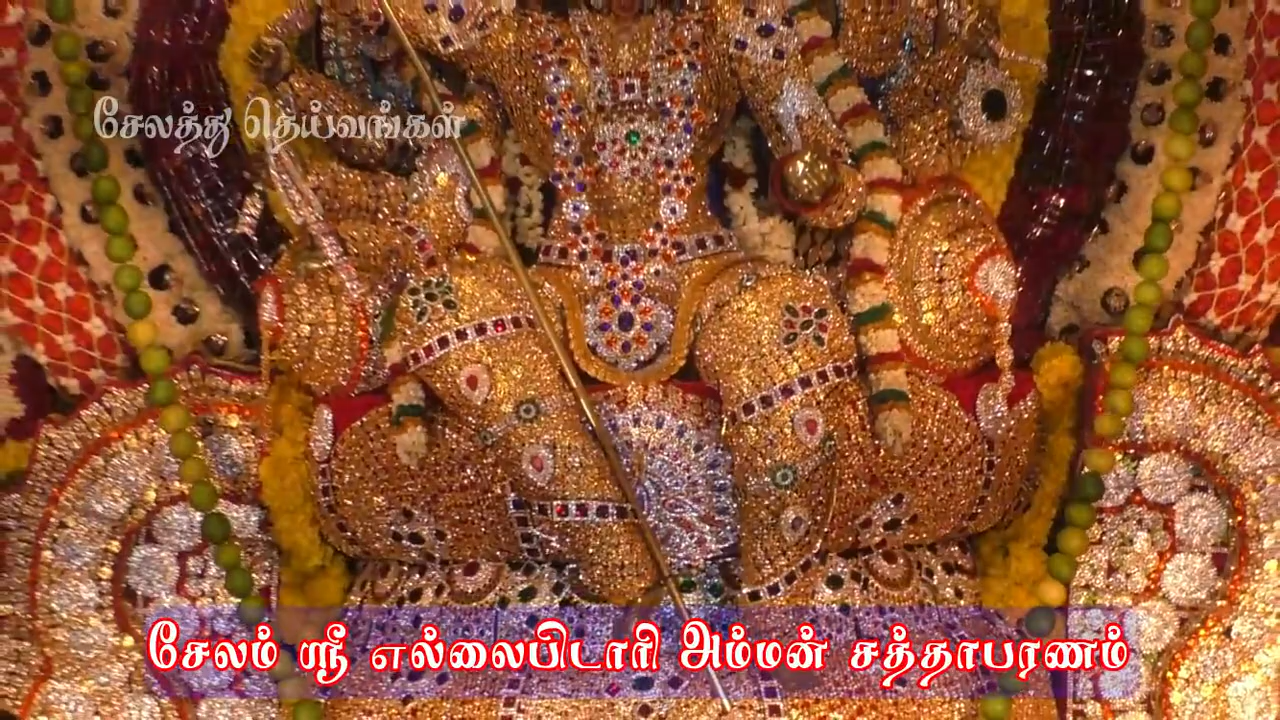 சேலத்து தெய்வங்கள்
சேலம் ஸ்ரீ எல்லைபிடாரி அம்மன் சத்தாபரணம்